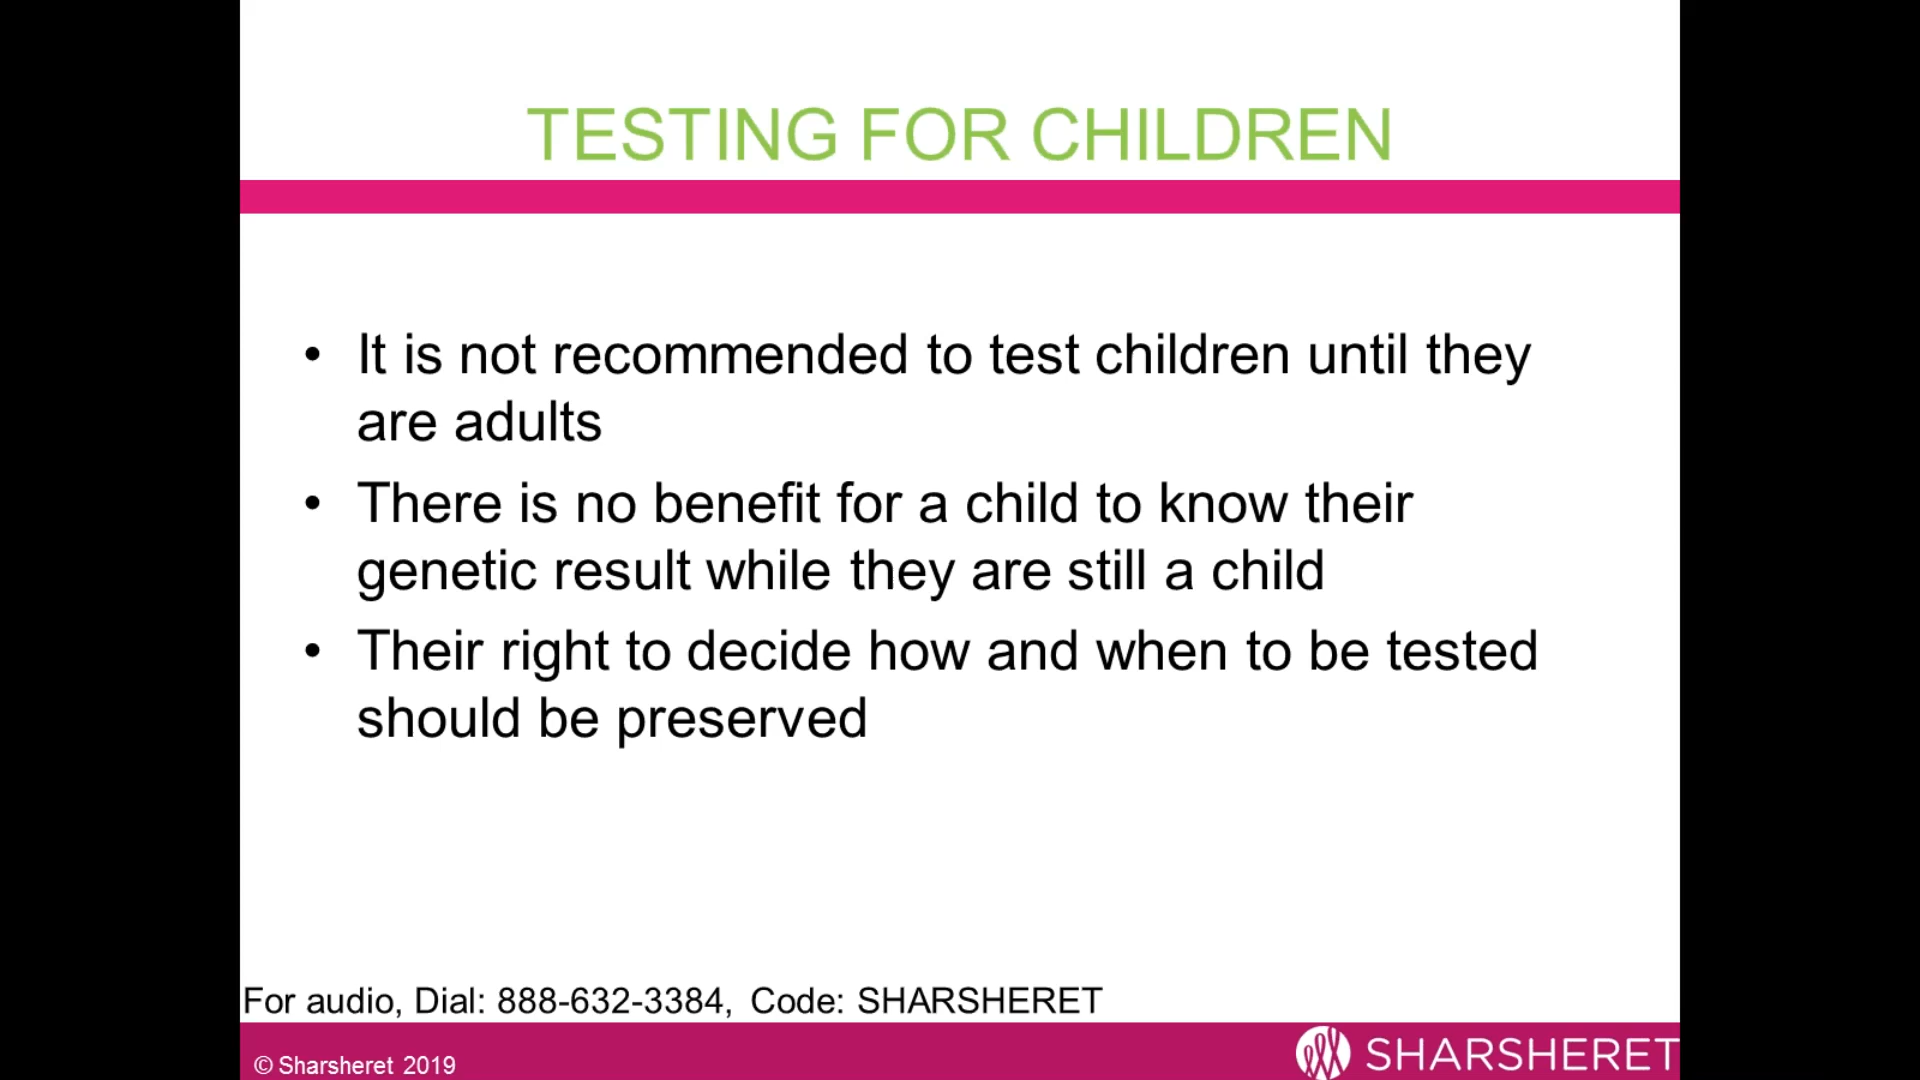 TESTING FOR CHILDREN
• It is not recommended to test children until they
are adults
• There is no benefit for a child to know their
genetic result while they are still a child
• Their right to decide how and when to be tested
should be preserved
For audio, Dial: 888-632-3384, Code: SHARSHERET
© Sharsheret 2019
SHARSHERET